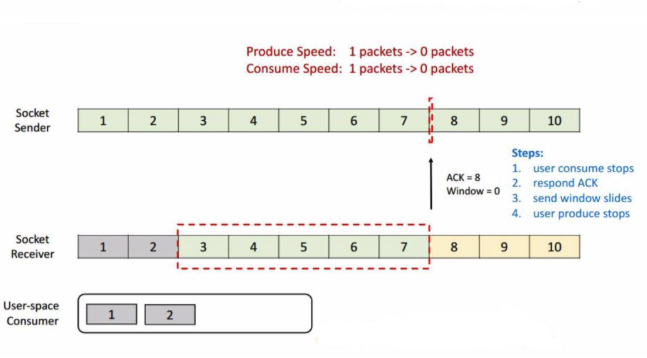 Produce Speed: 1 packets -> 0 packets
Consume Speed: 1 packets -> 0 packets
Socket
Sender
1 2 3 4 5 6 7 8 9 10
ACK = 8
Window = 0
Steps:
1. user consume stops
2. respond ACK
3. send window slides
4. user produce stops
Socket
Receiver
1 2 3 4 5 6 7 8 9 10
User-space
Consumer
1 2